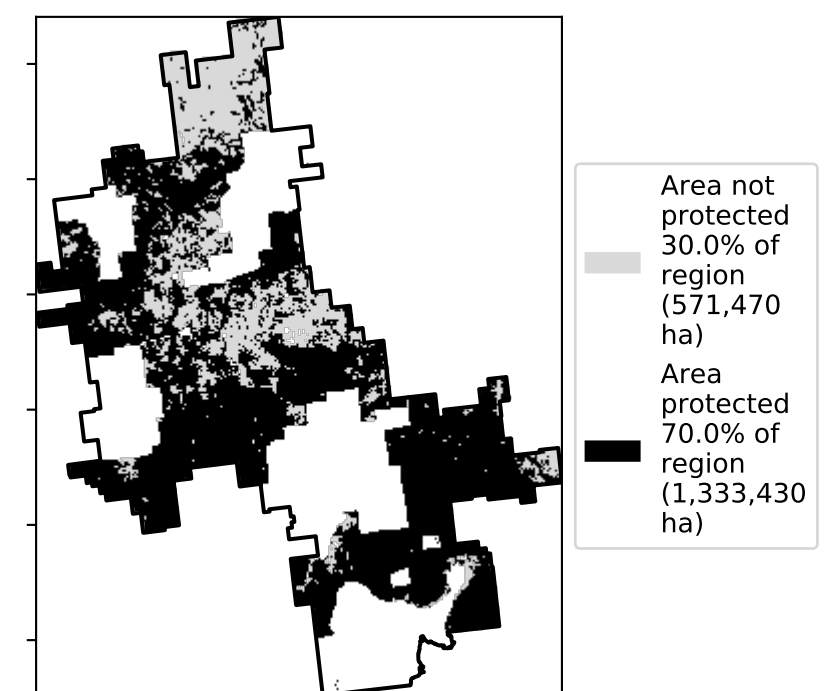 Area not
protected
30.0% of
region
(571,470
ha)
Area
protected
70.0% of
region
(1,333,430
ha)